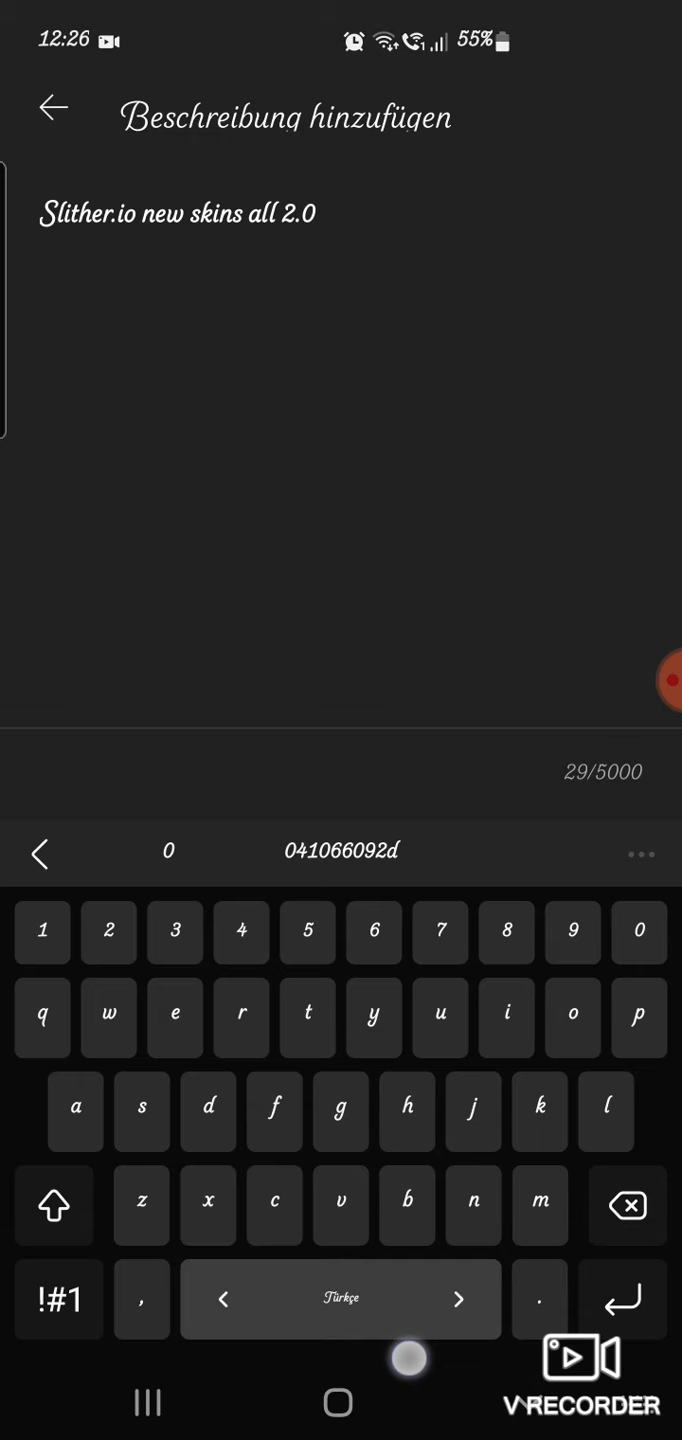 12:26 55%
Beschreibung hinzufügen
Slither.io new skins all 2.0
29/5000
0 041066092d
1 2 3 4 5 6 7 8 9 0
q w e r t y u i o p
a s d f g h j k l
z x c v b n m
!#1 , Türkçe .
V RECORDER